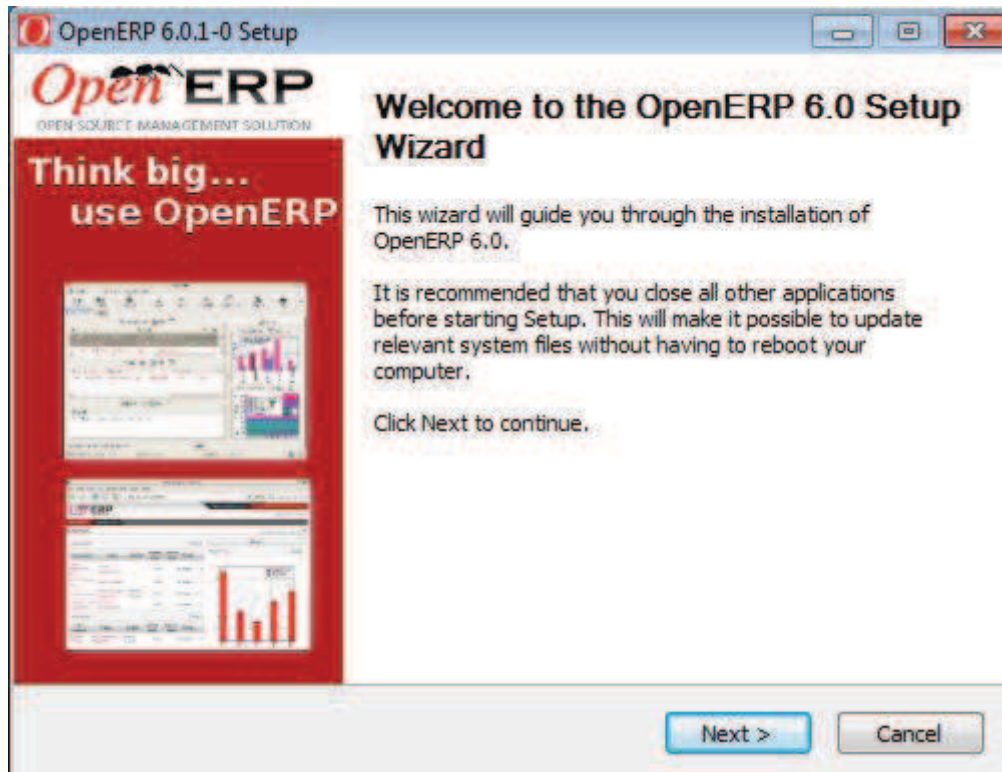 OpenERP 6.0.1-0 Setup
Open ERP
OPEN SOURCE MANAGEMENT SOLUTION
Think big...
use OpenERP
Welcome to the OpenERP 6.0 Setup
Wizard
This wizard will guide you through the installation of
OpenERP 6.0.
It is recommended that you close all other applications
before starting Setup. This will make it possible to update
relevant system files without having to reboot your
computer.
Click Next to continue.
Next >
Cancel